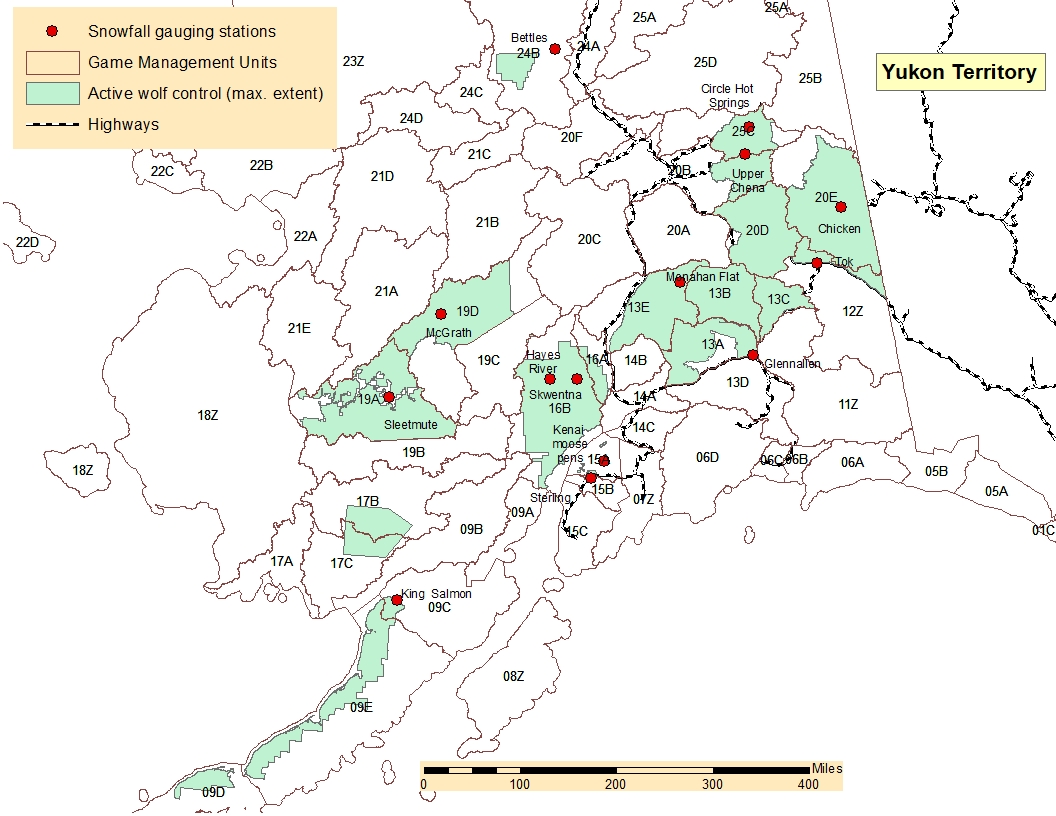 Snowfall gauging stations
Game Management Units
Active wolf control (max. extent)
Highways
Yukon Territory
25A
25A
Bettles
24B
24A
23Z
25D
25B
24C
Circle Hot
Springs
24D
20F
25C
22C
22B
21C
20B
21D
Upper
Chena
20E
22D
22A
21B
20C
20A
20D
Chicken
Tok
21A
Monahan Flat
13B
13C
13E
12Z
21E
19D
McGrath
13A
Hayes
River
19C
16A
14B
Glennallen
13D
18Z
19A
Skwentna
16B
14A
11Z
Sleetmute
Kenai
moose
pens
14C
19B
15A
06D
06C
06B
06A
05B
18Z
05A
Sterling
15B
07Z
17B
09A
09B
15C
01C
17A
17C
King Salmon
09C
08Z
09E
09D
Miles
0
100
200
300
400